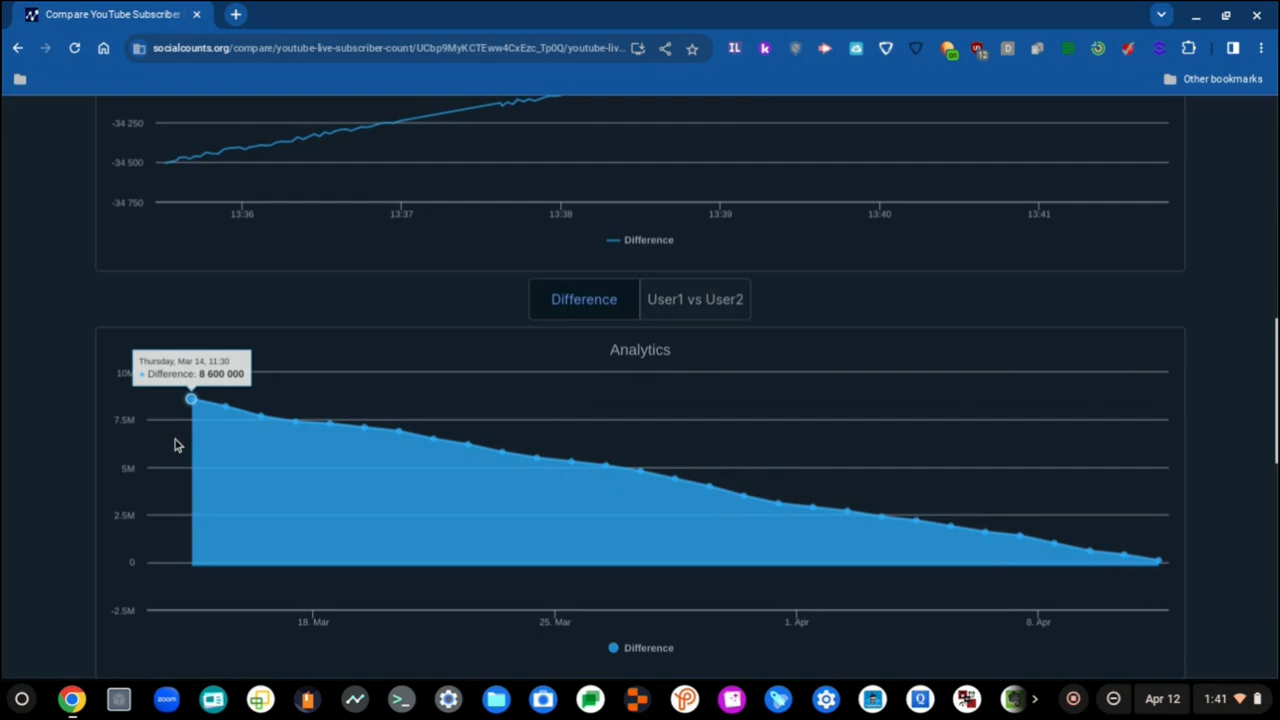 Compare YouTube Subscriber
socialcounts.org/compare/youtube-live-subscriber-count/UCbp9MyKCTEww4CxEzc_Tp0Q/youtube-liv...
Other bookmarks
-34 250
-34 500
-34 750
13:36 13:37 13:38 13:39 13:40 13:41
Difference
Difference User1 vs User2
Analytics
Thursday, Mar 14, 11:30
Difference: 8 600 000
10M
7.5M
5M
2.5M
0
-2.5M
18. Mar 25. Mar 1. Apr 8. Apr
Difference
zoom
Apr 12 1:41